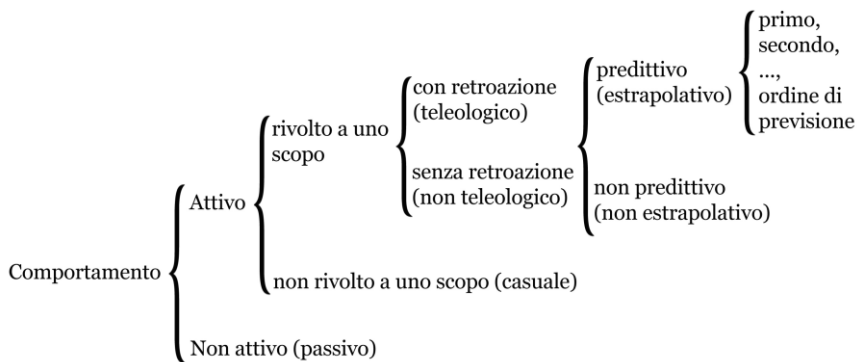 Comportamento
Attivo
Non attivo (passivo)
rivolto a uno
scopo
non rivolto a uno scopo (casuale)
con retroazione
(teleologico)
senza retroazione
(non teleologico)
predittivo
(estrapolativo)
non predittivo
(non estrapolativo)
primo,
secondo,
...,
ordine di
previsione